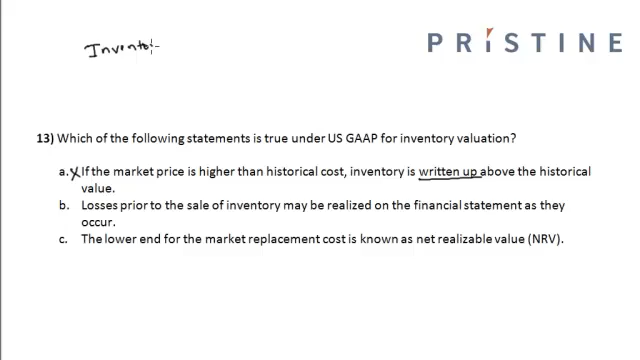 Invento
PRISTINE
13) Which of the following statements is true under US GAAP for inventory valuation?
a. X If the market price is higher than historical cost, inventory is written up above the historical
value.
b. Losses prior to the sale of inventory may be realized on the financial statement as they
occur.
c. The lower end for the market replacement cost is known as net realizable value (NRV).